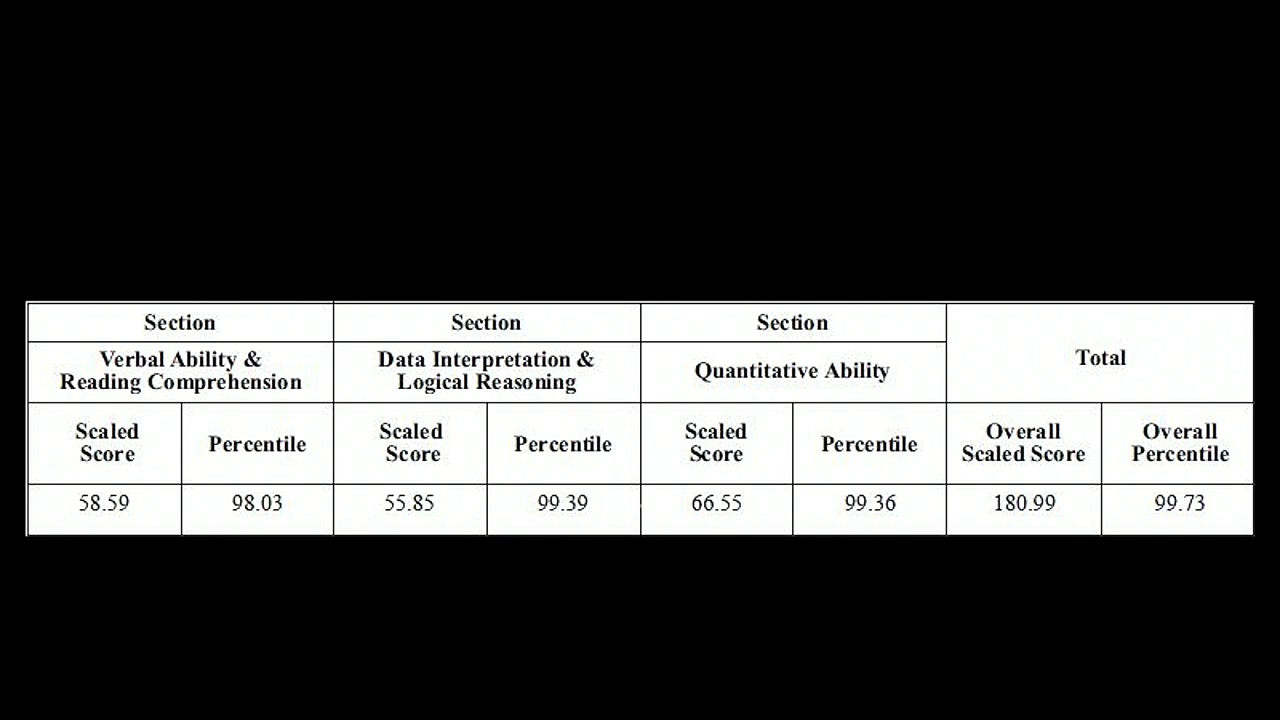 Section Section Section Total
Verbal Ability &
Reading Comprehension
Data Interpretation &
Logical Reasoning
Quantitative Ability
Scaled
Score
Percentile
Scaled
Score
Percentile
Scaled
Score
Percentile
Overall
Scaled Score
Overall
Percentile
58.59 98.03 55.85 99.39 66.55 99.36 180.99 99.73